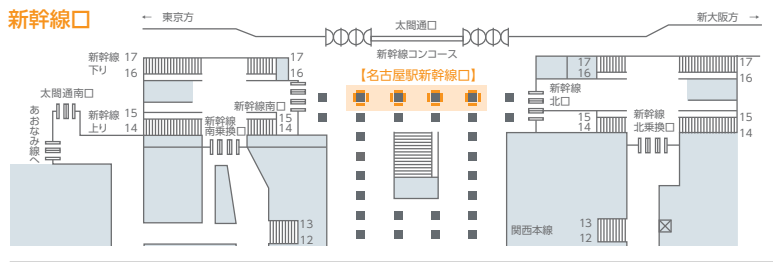 新幹線口
← 東京方
太閤通口
新大阪方 →
新幹線コンコース
【名古屋駅新幹線口】
新幹線
下り
17
16
17
16
太閤通南口
あおなみ線へ
新幹線
上り
15
14
新幹線南口
15
14
新幹線
南乗換口
13
12
新幹線
北口
17
16
17
16
15
14
15
14
新幹線
北乗換口
関西本線
13
12